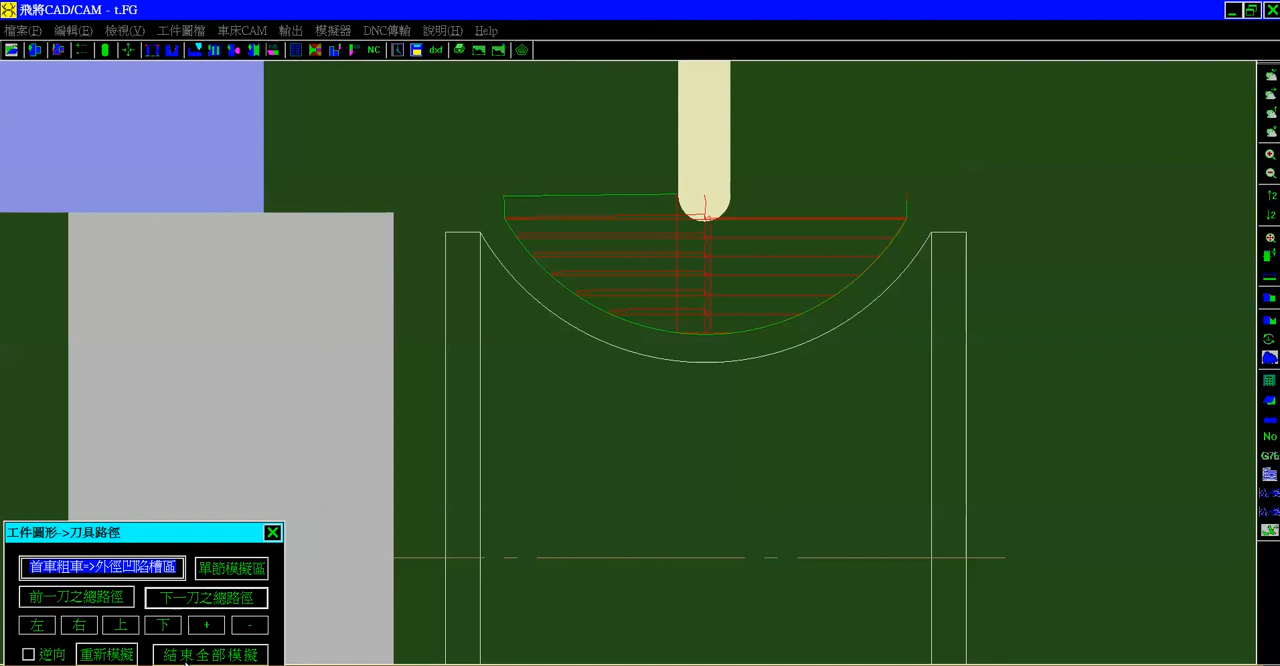 飛將CAD/CAM - t.FG
檔案(F) 編輯(E) 檢視(V) 工件圖檔 車床CAM 輸出 模擬器 DNC傳輸 說明(H) Help
NC dxd
↑2
↓2
No
G76
工件圖形->刀具路徑
首車粗車=>外徑凹陷槽區 單節模擬區
前一刀之總路徑 下一刀之總路徑
左 右 上 下 + -
逆向 重新模擬 結束全部模擬